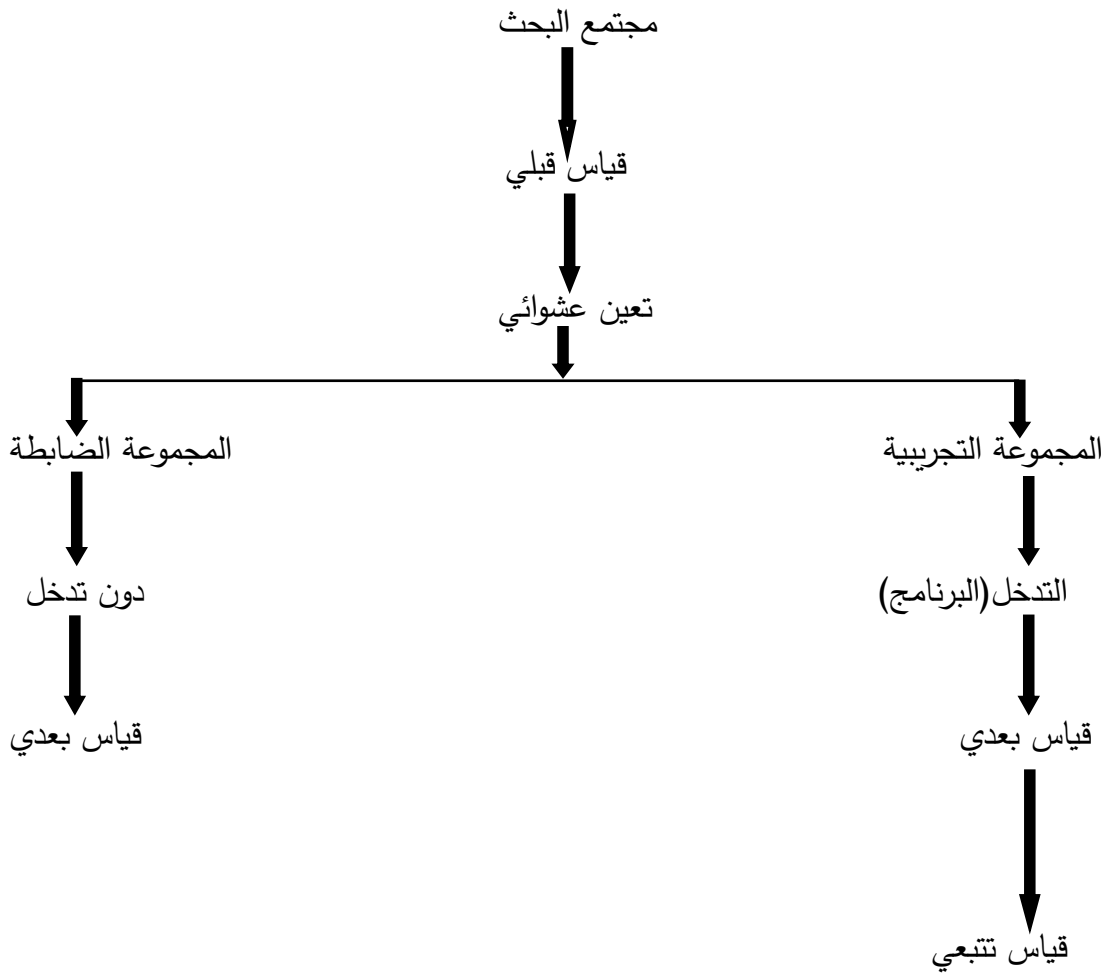 مجتمع البحث
قياس قبلي
تعين عشوائي
المجموعة التجريبية
المجموعة الضابطة
التدخل(البرنامج)
دون تدخل
قياس بعدي
قياس بعدي
قياس تتبعي